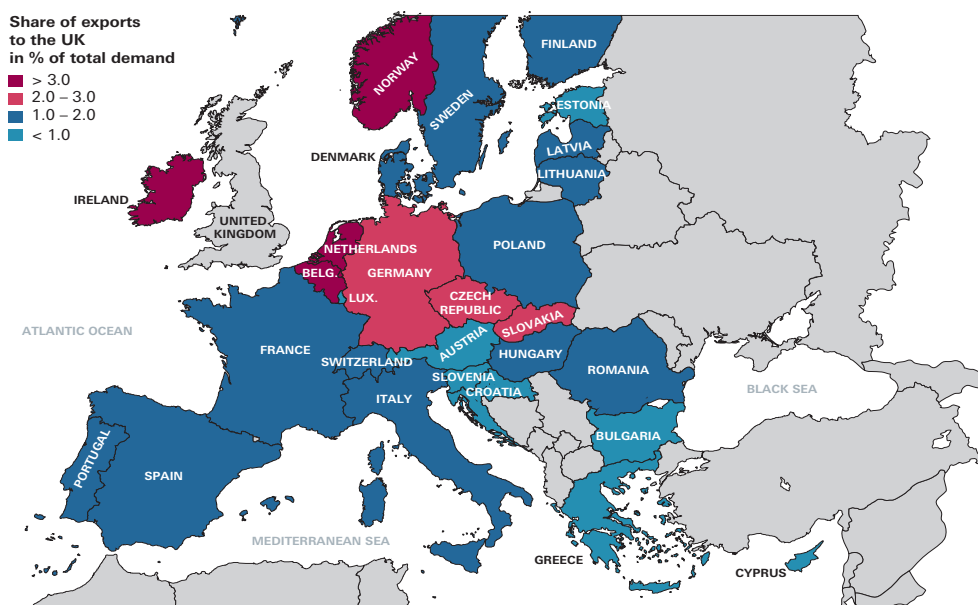 Share of exports
to the UK
in % of total demand
> 3.0
2.0 – 3.0
1.0 – 2.0
< 1.0
FINLAND
NORWAY
SWEDEN
ESTONIA
LATVIA
LITHUANIA
DENMARK
IRELAND
UNITED
KINGDOM
NETHERLANDS
POLAND
BELG.
GERMANY
LUX.
CZECH
REPUBLIC
SLOVAKIA
ATLANTIC OCEAN
FRANCE
SWITZERLAND
AUSTRIA
HUNGARY
ROMANIA
SLOVENIA
CROATIA
ITALY
BLACK SEA
BULGARIA
PORTUGAL
SPAIN
MEDITERRANEAN SEA
GREECE
CYPRUS